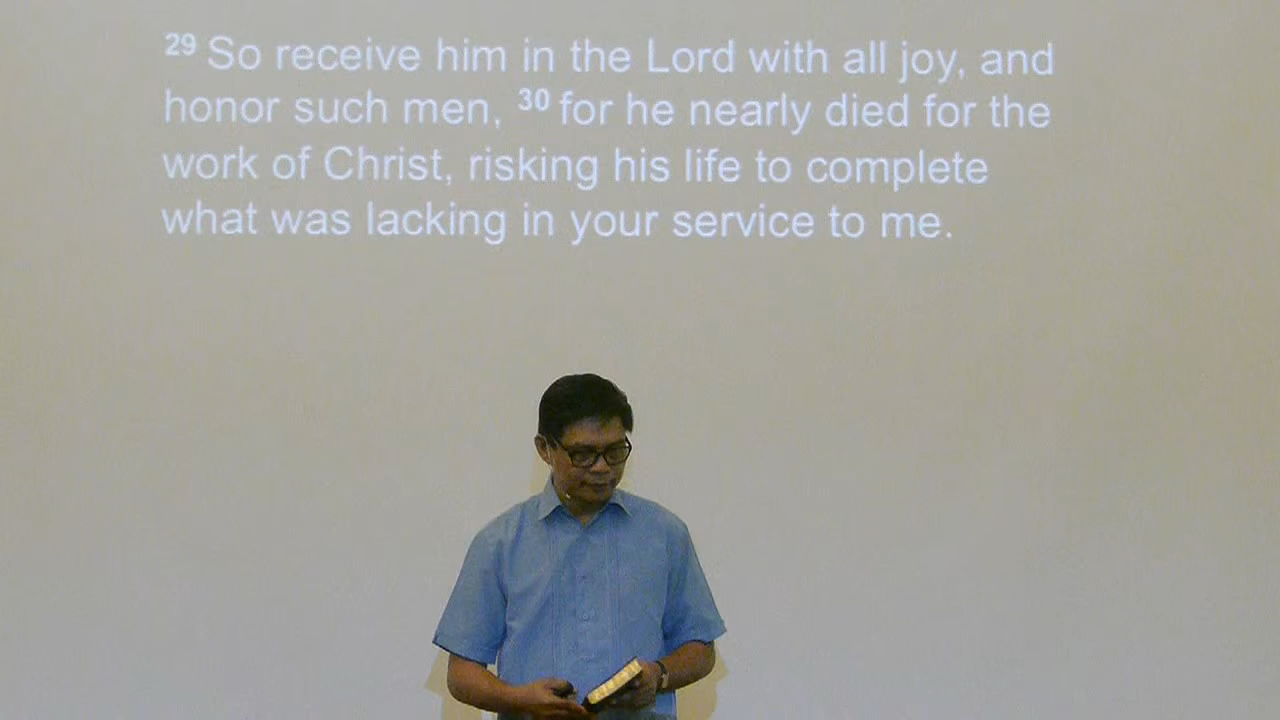 29 So receive him in the Lord with all joy, and
honor such men, 30 for he nearly died for the
work of Christ, risking his life to complete
what was lacking in your service to me.